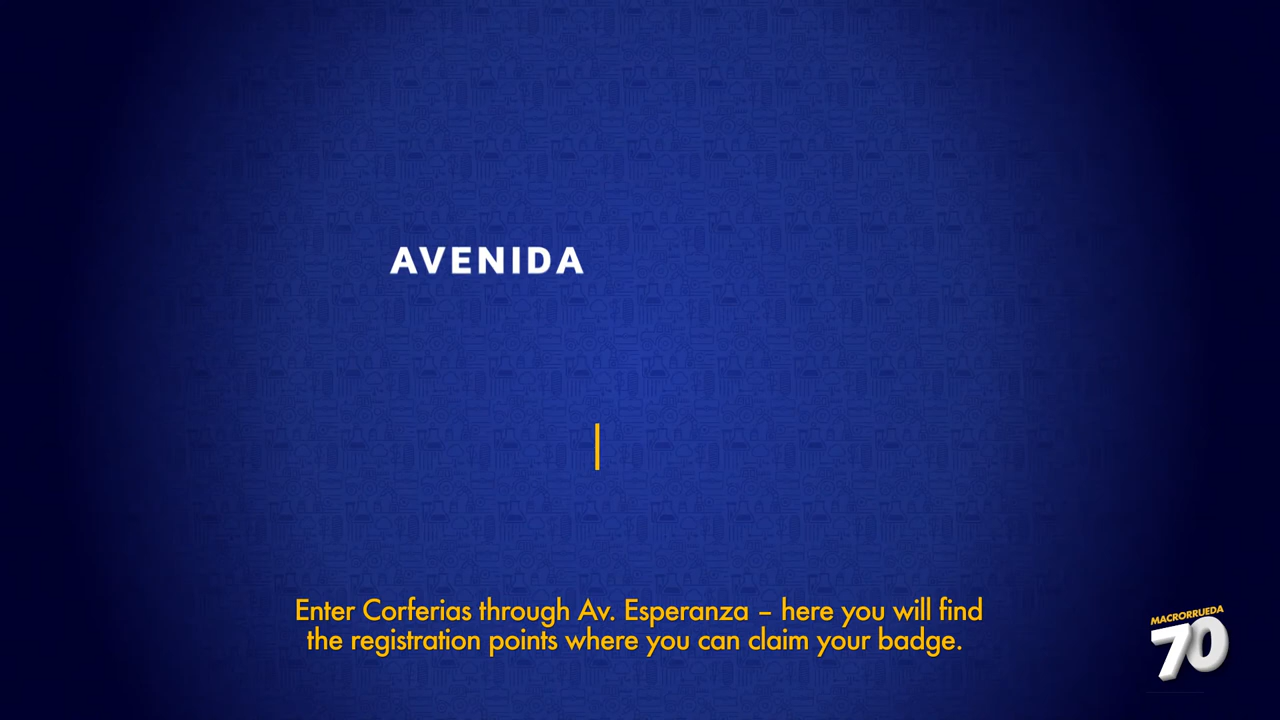 AVENIDA
Enter Corferias through Av. Esperanza – here you will find
the registration points where you can claim your badge.
MACRORRUEDA
70